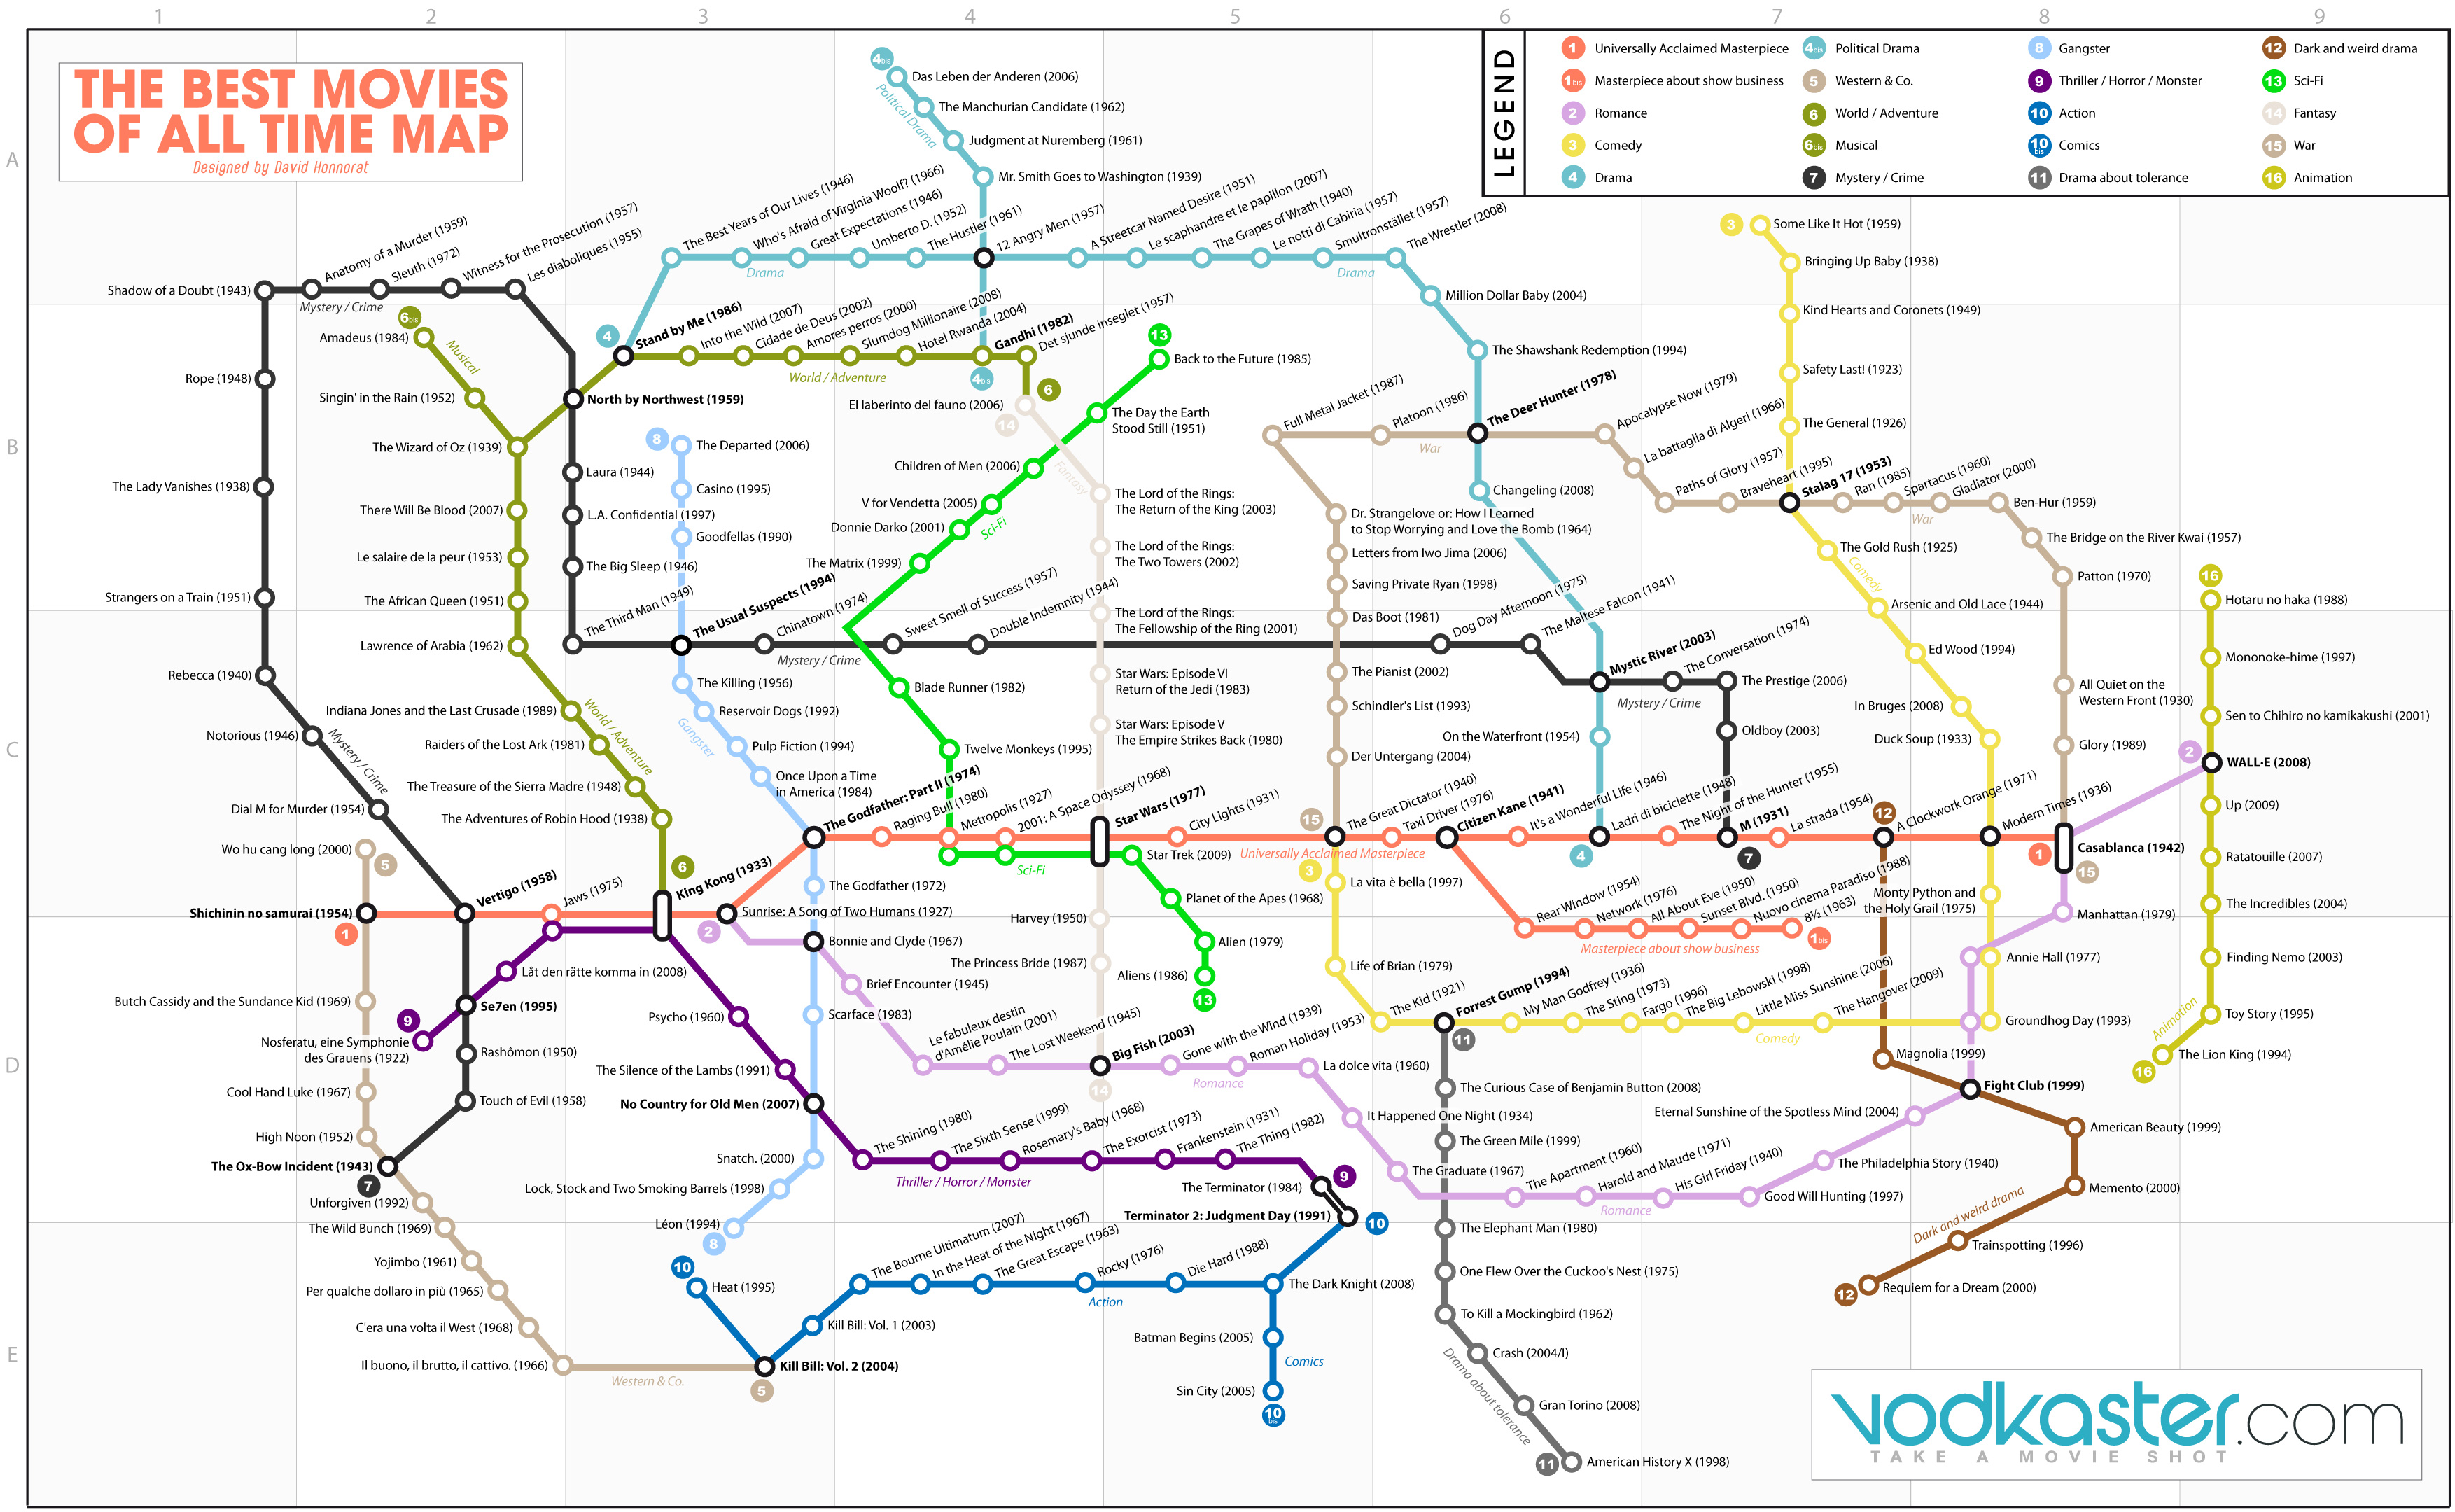 1 2 3 4 5 6 7 8 9
A
B
C
D
E
THE BEST MOVIES
OF ALL TIME MAP
Designed by David Honnorat
LEGEND
1 Universally Acclaimed Masterpiece
1bis Masterpiece about show business
2 Romance
3 Comedy
4 Drama
4bis Political Drama
5 Western & Co.
6 World / Adventure
6bis Musical
7 Mystery / Crime
8 Gangster
9 Thriller / Horror / Monster
10 Action
10 bis Comics
11 Drama about tolerance
12 Dark and weird drama
13 Sci-Fi
14 Fantasy
15 War
16 Animation
4bis
Political Drama
Das Leben der Anderen (2006)
The Manchurian Candidate (1962)
Judgment at Nuremberg (1961)
Mr. Smith Goes to Washington (1939)
The Best Years of Our Lives (1946)
Who's Afraid of Virginia Woolf? (1966)
Great Expectations (1946)
Umberto D. (1952)
The Hustler (1961)
12 Angry Men (1957)
A Streetcar Named Desire (1951)
Le scaphandre et le papillon (2007)
The Grapes of Wrath (1940)
Le notti di Cabiria (1957)
Smultronstället (1957)
The Wrestler (2008)
Drama
Drama
Million Dollar Baby (2004)
The Shawshank Redemption (1994)
The Deer Hunter (1978)
Changeling (2008)
Mystic River (2003)
On the Waterfront (1954)
4
Shadow of a Doubt (1943)
Anatomy of a Murder (1959)
Sleuth (1972)
Witness for the Prosecution (1957)
Les diaboliques (1955)
Mystery / Crime
Rope (1948)
The Lady Vanishes (1938)
Strangers on a Train (1951)
Rebecca (1940)
Notorious (1946)
Mystery / Crime
Dial M for Murder (1954)
6bis
Amadeus (1984)
Musical
Singin' in the Rain (1952)
The Wizard of Oz (1939)
There Will Be Blood (2007)
Le salaire de la peur (1953)
The African Queen (1951)
Lawrence of Arabia (1962)
Indiana Jones and the Last Crusade (1989)
World / Adventure
Raiders of the Lost Ark (1981)
The Treasure of the Sierra Madre (1948)
The Adventures of Robin Hood (1938)
6
4
Stand by Me (1986)
Into the Wild (2007)
Cidade de Deus (2002)
Amores perros (2000)
Slumdog Millionaire (2008)
Hotel Rwanda (2004)
Gandhi (1982)
Det sjunde inseglet (1957)
World / Adventure
4bis
6
North by Northwest (1959)
Laura (1944)
L.A. Confidential (1997)
The Big Sleep (1946)
The Third Man (1949)
The Usual Suspects (1994)
Chinatown (1974)
Sweet Smell of Success (1957)
Double Indemnity (1944)
Mystery / Crime
Dog Day Afternoon (1975)
The Maltese Falcon (1941)
The Conversation (1974)
Mystery / Crime
The Prestige (2006)
Oldboy (2003)
7
8
The Departed (2006)
Casino (1995)
Goodfellas (1990)
The Killing (1956)
Reservoir Dogs (1992)
Gangster
Pulp Fiction (1994)
Once Upon a Time
in America (1984)
13
Back to the Future (1985)
The Day the Earth
Stood Still (1951)
Children of Men (2006)
V for Vendetta (2005)
Donnie Darko (2001)
Sci-Fi
The Matrix (1999)
Blade Runner (1982)
Twelve Monkeys (1995)
El laberinto del fauno (2006)
14
Fantasy
The Lord of the Rings:
The Return of the King (2003)
The Lord of the Rings:
The Two Towers (2002)
The Lord of the Rings:
The Fellowship of the Ring (2001)
Star Wars: Episode VI
Return of the Jedi (1983)
Star Wars: Episode V
The Empire Strikes Back (1980)
Full Metal Jacket (1987)
Platoon (1986)
War
Apocalypse Now (1979)
La battaglia di Algeri (1966)
Paths of Glory (1957)
Braveheart (1995)
Stalag 17 (1953)
Ran (1985)
Spartacus (1960)
Gladiator (2000)
War
Ben-Hur (1959)
The Bridge on the River Kwai (1957)
Patton (1970)
All Quiet on the
Western Front (1930)
Glory (1989)
Dr. Strangelove or: How I Learned
to Stop Worrying and Love the Bomb (1964)
Letters from Iwo Jima (2006)
Saving Private Ryan (1998)
Das Boot (1981)
The Pianist (2002)
Schindler's List (1993)
Der Untergang (2004)
15
3
Some Like It Hot (1959)
Bringing Up Baby (1938)
Kind Hearts and Coronets (1949)
Safety Last! (1923)
The General (1926)
The Gold Rush (1925)
Comedy
Arsenic and Old Lace (1944)
Ed Wood (1994)
In Bruges (2008)
Duck Soup (1933)
16
Hotaru no haka (1988)
Mononoke-hime (1997)
Sen to Chihiro no kamikakushi (2001)
2
WALL·E (2008)
Up (2009)
Ratatouille (2007)
The Incredibles (2004)
Finding Nemo (2003)
Toy Story (1995)
Animation
The Lion King (1994)
16
Wo hu cang long (2000)
5
Shichinin no samurai (1954)
1
Vertigo (1958)
Jaws (1975)
King Kong (1933)
Sunrise: A Song of Two Humans (1927)
2
The Godfather: Part II (1974)
Raging Bull (1980)
Metropolis (1927)
2001: A Space Odyssey (1968)
Star Wars (1977)
City Lights (1931)
Universally Acclaimed Masterpiece
The Great Dictator (1940)
Taxi Driver (1976)
Citizen Kane (1941)
It's a Wonderful Life (1946)
Ladri di biciclette (1948)
The Night of the Hunter (1955)
M (1931)
La strada (1954)
12
A Clockwork Orange (1971)
Modern Times (1936)
1
Casablanca (1942)
15
Sci-Fi
Star Trek (2009)
Planet of the Apes (1968)
Alien (1979)
Aliens (1986)
13
Rear Window (1954)
Network (1976)
All About Eve (1950)
Sunset Blvd. (1950)
Nuovo cinema Paradiso (1988)
8½ (1963)
Masterpiece about show business
1bis
Butch Cassidy and the Sundance Kid (1969)
Cool Hand Luke (1967)
High Noon (1952)
The Ox-Bow Incident (1943)
7
Unforgiven (1992)
The Wild Bunch (1969)
Yojimbo (1961)
Per qualche dollaro in più (1965)
C'era una volta il West (1968)
Il buono, il brutto, il cattivo. (1966)
Western & Co.
5
Låt den rätte komma in (2008)
Se7en (1995)
9
Nosferatu, eine Symphonie
des Grauens (1922)
Rashômon (1950)
Touch of Evil (1958)
Psycho (1960)
The Silence of the Lambs (1991)
No Country for Old Men (2007)
The Shining (1980)
The Sixth Sense (1999)
Rosemary's Baby (1968)
The Exorcist (1973)
Frankenstein (1931)
The Thing (1982)
Thriller / Horror / Monster
9
The Terminator (1984)
Terminator 2: Judgment Day (1991)
10
The Godfather (1972)
Bonnie and Clyde (1967)
Scarface (1983)
Snatch. (2000)
Lock, Stock and Two Smoking Barrels (1998)
Léon (1994)
8
Brief Encounter (1945)
Le fabuleux destin
d'Amélie Poulain (2001)
The Lost Weekend (1945)
Harvey (1950)
The Princess Bride (1987)
Big Fish (2003)
14
Gone with the Wind (1939)
Roman Holiday (1953)
Romance
La dolce vita (1960)
It Happened One Night (1934)
The Graduate (1967)
The Apartment (1960)
Harold and Maude (1971)
His Girl Friday (1940)
Romance
Good Will Hunting (1997)
The Philadelphia Story (1940)
Eternal Sunshine of the Spotless Mind (2004)
Fight Club (1999)
Manhattan (1979)
Annie Hall (1977)
Groundhog Day (1993)
Monty Python and
the Holy Grail (1975)
3
La vita è bella (1997)
Life of Brian (1979)
The Kid (1921)
Forrest Gump (1994)
My Man Godfrey (1936)
The Sting (1973)
Fargo (1996)
The Big Lebowski (1998)
Little Miss Sunshine (2006)
The Hangover (2009)
Comedy
11
The Curious Case of Benjamin Button (2008)
The Green Mile (1999)
The Elephant Man (1980)
One Flew Over the Cuckoo's Nest (1975)
To Kill a Mockingbird (1962)
Crash (2004/I)
Drama about tolerance
Gran Torino (2008)
American History X (1998)
11
Magnolia (1999)
American Beauty (1999)
Memento (2000)
Dark and weird drama
Trainspotting (1996)
Requiem for a Dream (2000)
12
10
Heat (1995)
Kill Bill: Vol. 2 (2004)
Kill Bill: Vol. 1 (2003)
The Bourne Ultimatum (2007)
In the Heat of the Night (1967)
The Great Escape (1963)
Rocky (1976)
Die Hard (1988)
Action
The Dark Knight (2008)
Batman Begins (2005)
Comics
Sin City (2005)
10 bis
vodkaster.com
TAKE A MOVIE SHOT